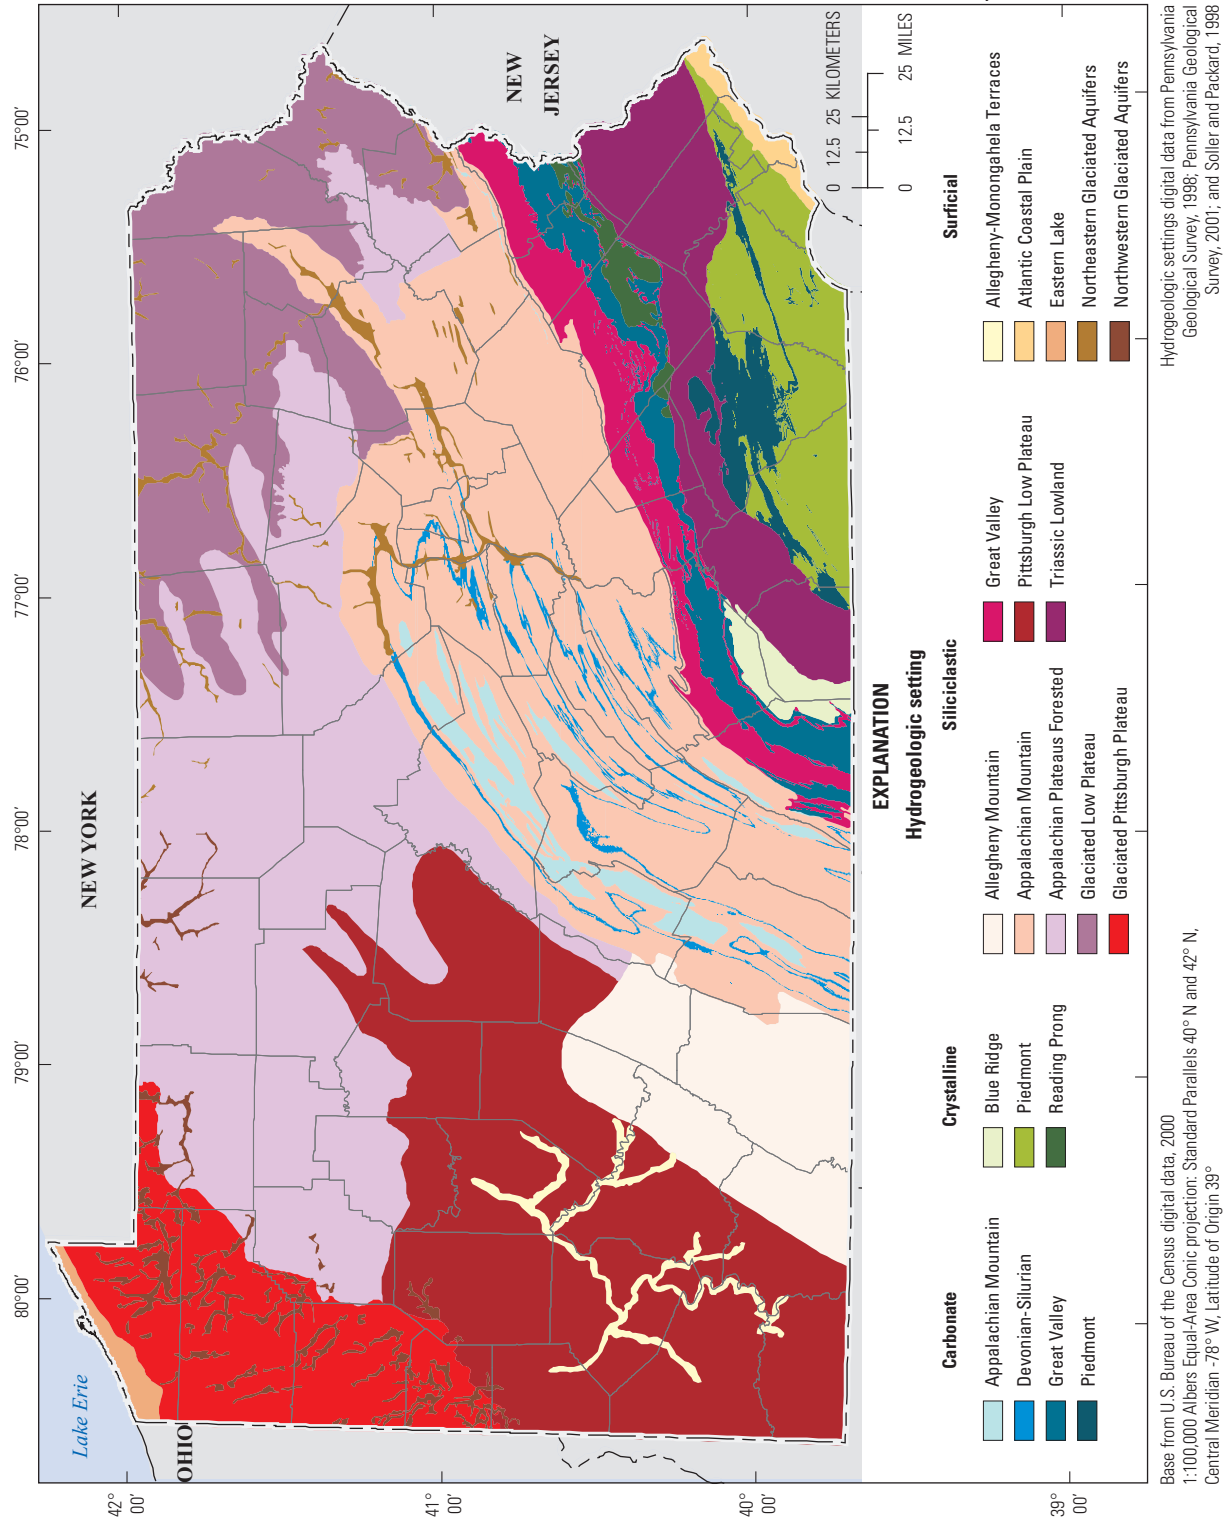 80°00'
79°00'
78°00'
77°00'
76°00'
75°00'
42°
00'
41°
00'
40°
00'
39°
00'
Lake Erie
OHIO
NEW YORK
NEW
JERSEY
0 12.5 25 KILOMETERS
0 12.5 25 MILES
EXPLANATION
Hydrogeologic setting
Carbonate
Appalachian Mountain
Devonian-Silurian
Great Valley
Piedmont
Crystalline
Blue Ridge
Piedmont
Reading Prong
Siliciclastic
Allegheny Mountain
Appalachian Mountain
Appalachian Plateaus Forested
Glaciated Low Plateau
Glaciated Pittsburgh Plateau
Great Valley
Pittsburgh Low Plateau
Triassic Lowland
Surficial
Allegheny-Monongahela Terraces
Atlantic Coastal Plain
Eastern Lake
Northeastern Glaciated Aquifers
Northwestern Glaciated Aquifers
Base from U.S. Bureau of the Census digital data, 2000
1:100,000 Albers Equal-Area Conic projection: Standard Parallels 40° N and 42° N,
Central Meridian -78° W, Latitude of Origin 39°
Hydrogeologic settings digital data from Pennsylvania
Geological Survey, 1998; Pennsylvania Geological
Survey, 2001; and Soller and Packard, 1998